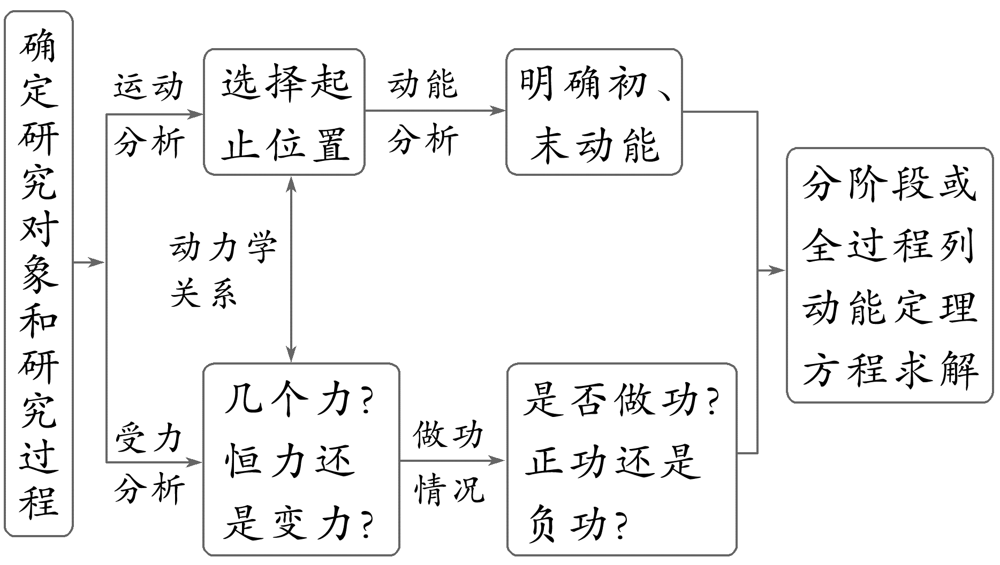 确定研究对象和研究过程
运动
分析
选择起
止位置
动能
分析
明确初、
末动能
动力学
关系
受力
分析
几个力?
恒力还
是变力?
做功
情况
是否做功?
正功还是
负功?
分阶段或
全过程列
动能定理
方程求解